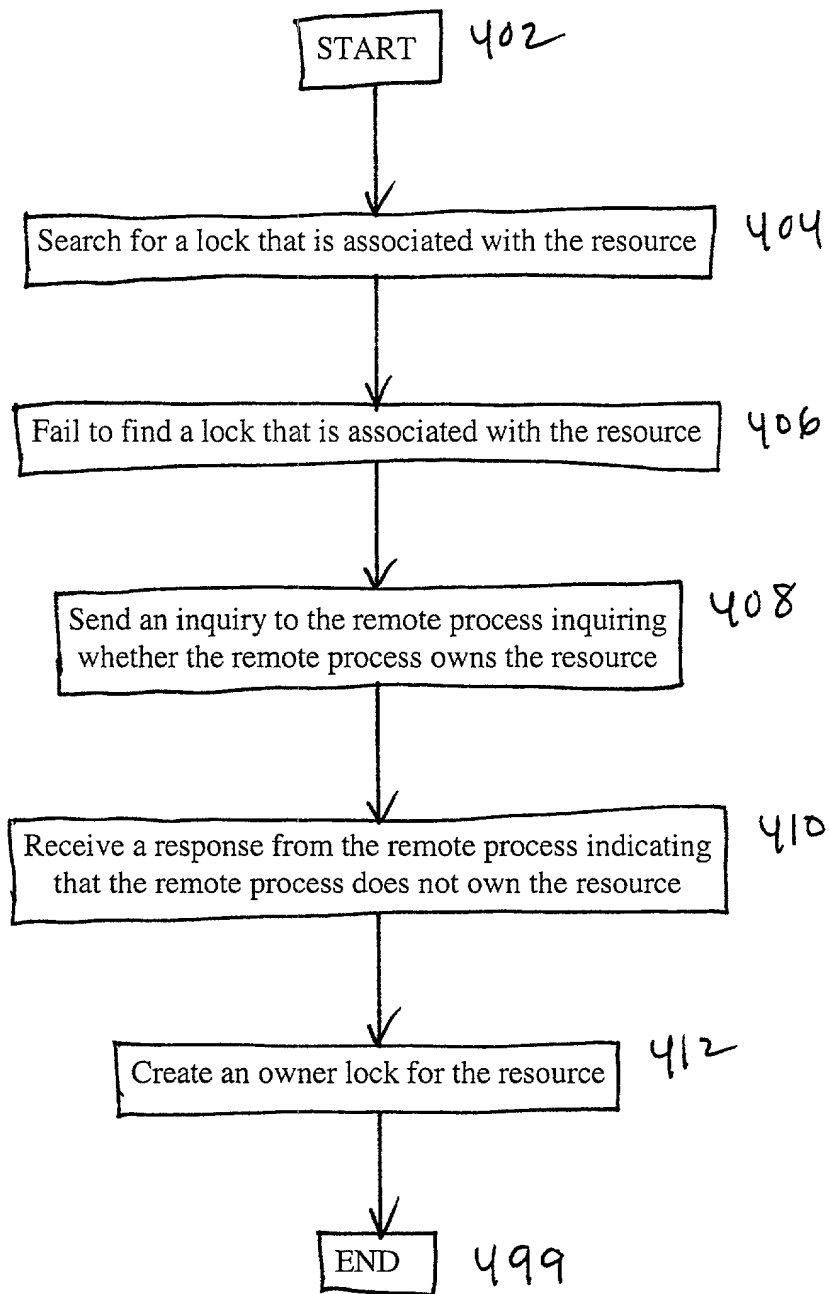 START 402
Search for a lock that is associated with the resource 404
Fail to find a lock that is associated with the resource 406
Send an inquiry to the remote process inquiring 408
whether the remote process owns the resource
Receive a response from the remote process indicating 410
that the remote process does not own the resource
Create an owner lock for the resource 412
END 499